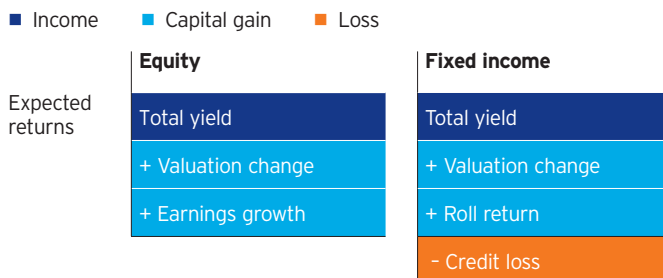 Income Capital gain Loss
Equity Fixed income
Expected
returns
Total yield Total yield
+ Valuation change + Valuation change
+ Earnings growth + Roll return
– Credit loss